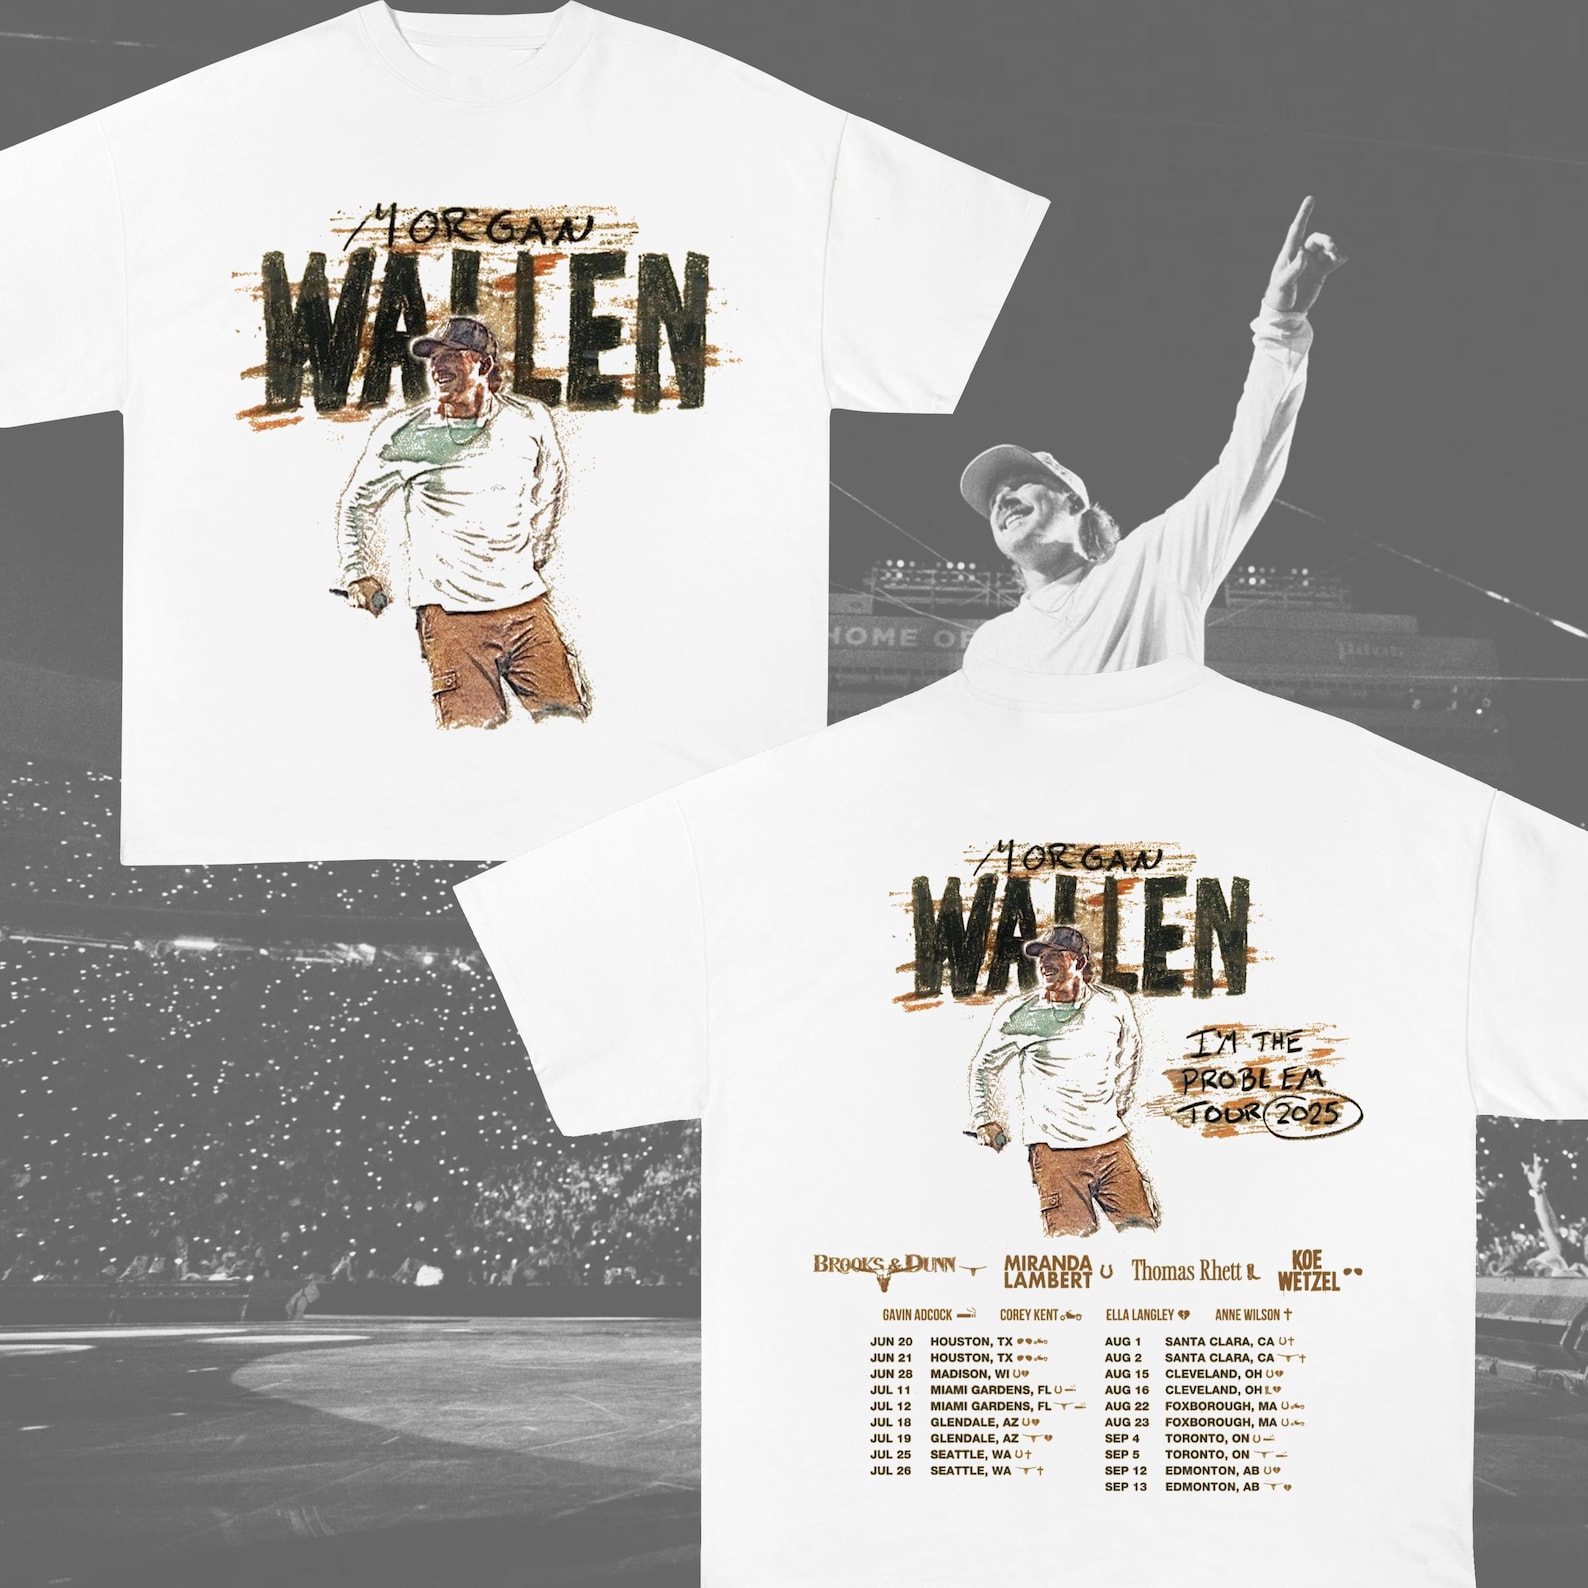 MORGAN
WALLEN
HOME OF
MORGAN
WALLEN
I'M THE
PROBLEM
TOUR 2025
BROOKS & DUNN
MIRANDA
LAMBERT
Thomas Rhett
KOE
WETZEL
GAVIN ADCOCK COREY KENT ELLA LANGLEY ANNE WILSON
JUN 20 HOUSTON, TX
JUN 21 HOUSTON, TX
JUN 28 MADISON, WI
JUL 11 MIAMI GARDENS, FL
JUL 12 MIAMI GARDENS, FL
JUL 18 GLENDALE, AZ
JUL 19 GLENDALE, AZ
JUL 25 SEATTLE, WA
JUL 26 SEATTLE, WA
AUG 1 SANTA CLARA, CA
AUG 2 SANTA CLARA, CA
AUG 15 CLEVELAND, OH
AUG 16 CLEVELAND, OH
AUG 22 FOXBOROUGH, MA
AUG 23 FOXBOROUGH, MA
SEP 4 TORONTO, ON
SEP 5 TORONTO, ON
SEP 12 EDMONTON, AB
SEP 13 EDMONTON, AB